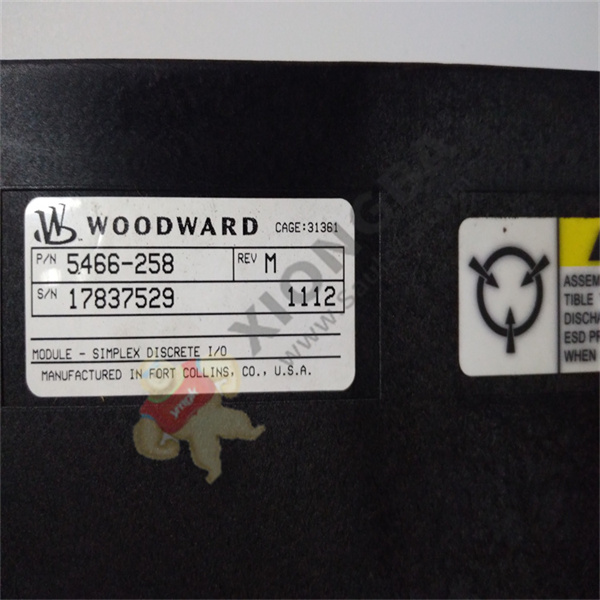 WOODWARD CAGE:31361
P/N 5466-258 REV M
S/N 17837529 1112
MODULE - SIMPLEX DISCRETE I/O
MANUFACTURED IN FORT COLLINS, CO., U.S.A.
ASSEM
TIBLE
DISCHA
ESD PR
WHEN
XIONGBA